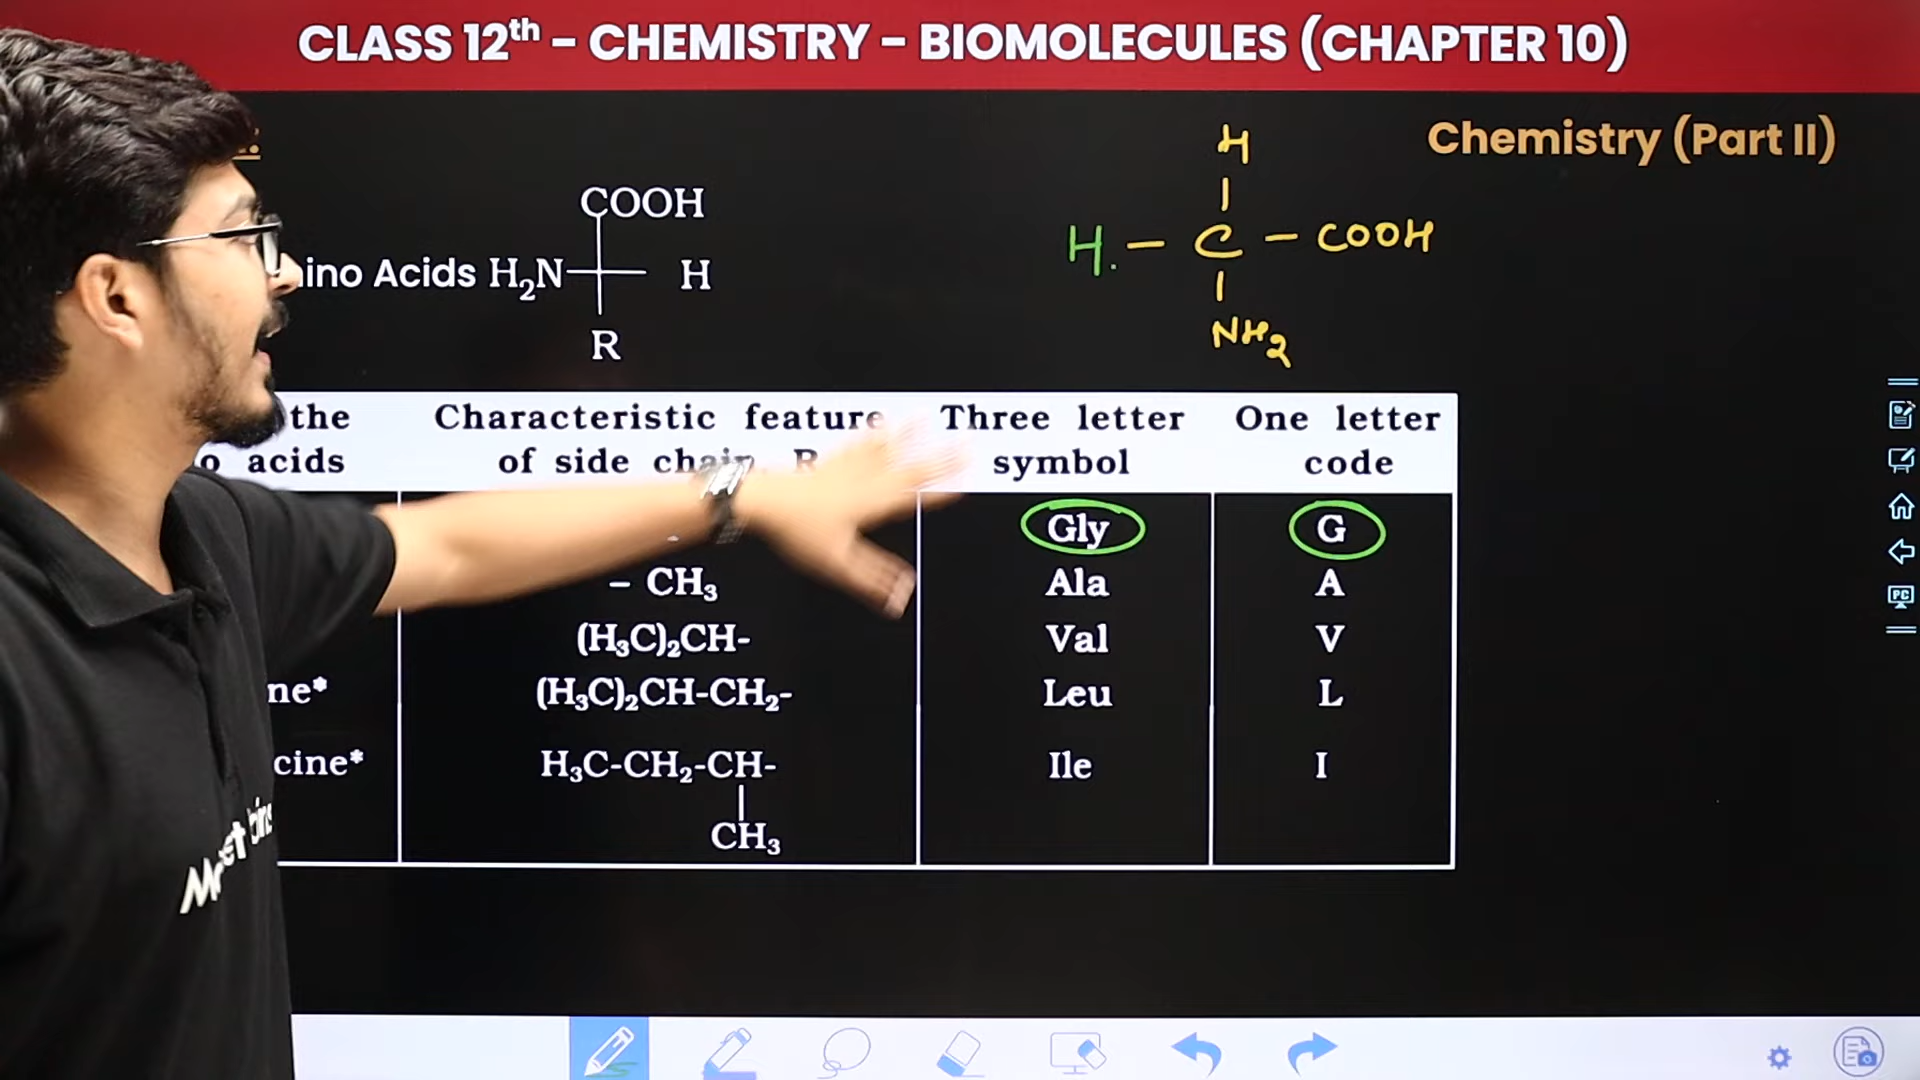 CLASS 12th - CHEMISTRY - BIOMOLECULES (CHAPTER 10)
Chemistry (Part II)
COOH
ino Acids H₂N H
R
H
H. - C - COOH
NH₂
the Characteristic feature Three letter One letter
o acids of side chain, R symbol code
Gly G
- CH₃ Ala A
(H₃C)₂CH- Val V
ne* (H₃C)₂CH-CH₂- Leu L
cine* H₃C-CH₂-CH- Ile I
CH₃
PC